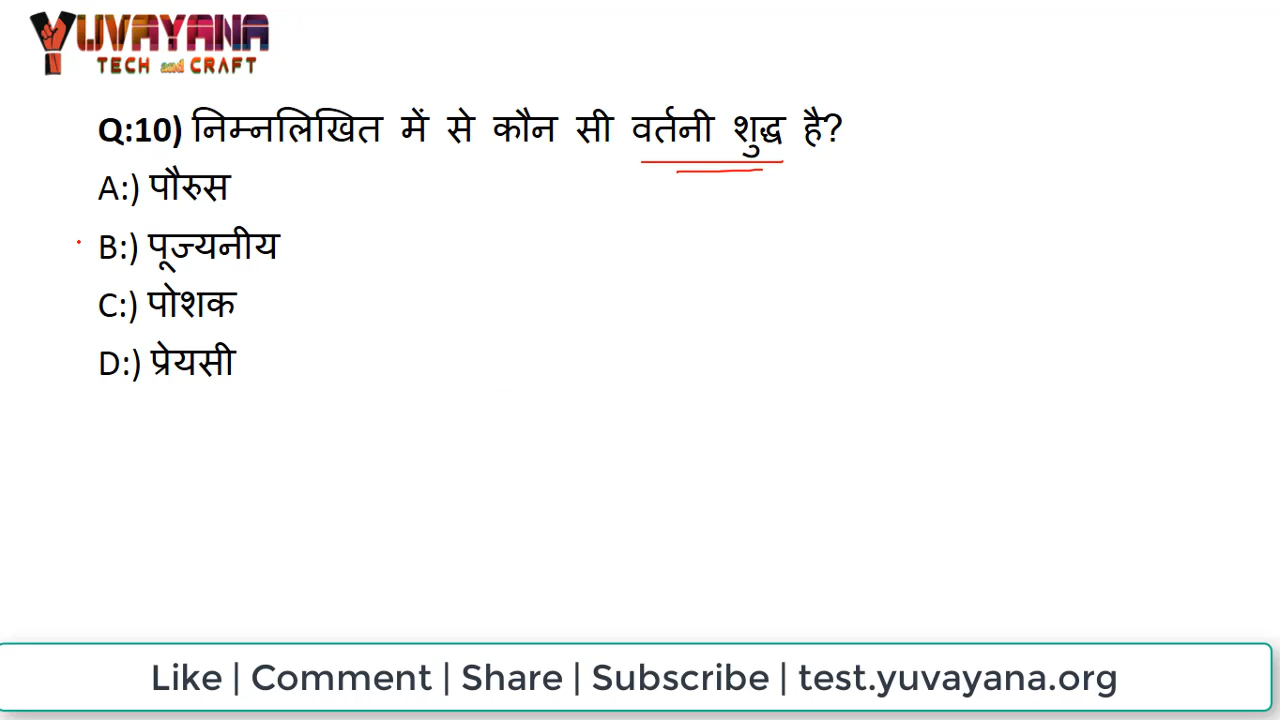 YUVAYANA
TECH and CRAFT
Q:10) निम्नलिखित में से कौन सी वर्तनी शुद्ध है?
A:) पौरुस
B:) पूज्यनीय
C:) पोशक
D:) प्रेयसी
Like | Comment | Share | Subscribe | test.yuvayana.org